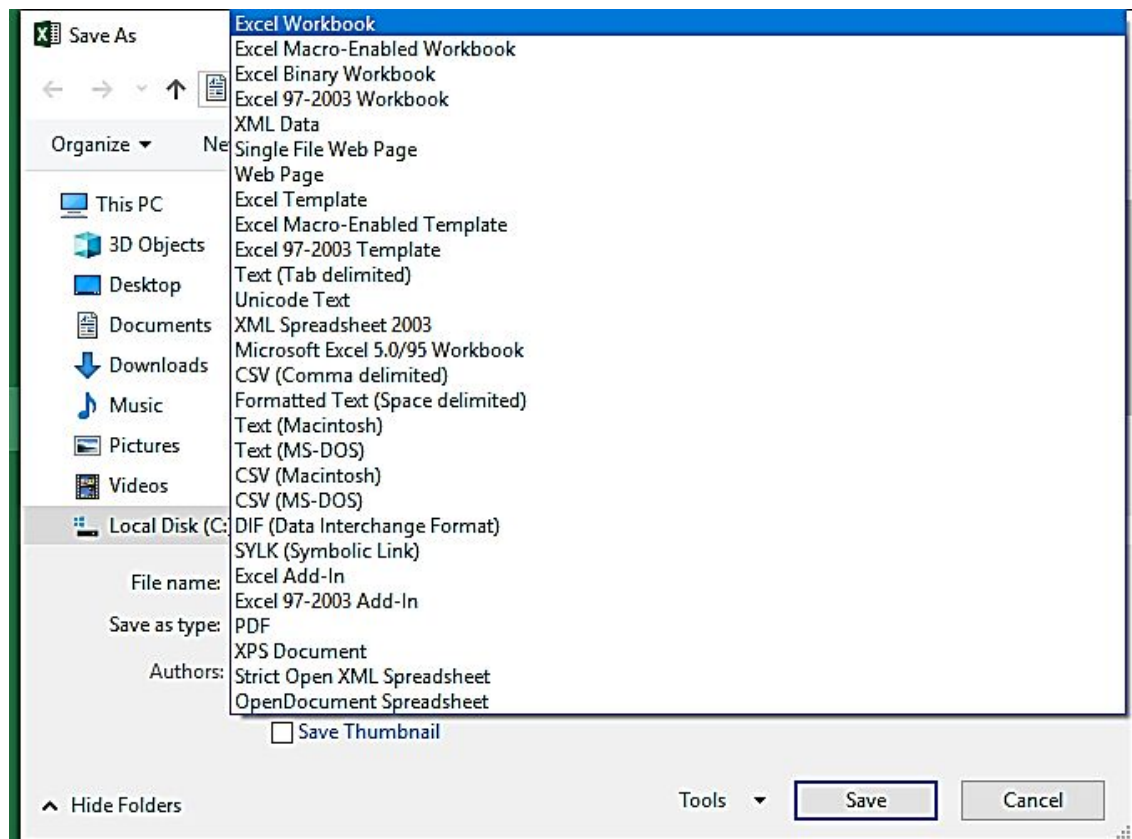 Save As
Excel Workbook
Excel Macro-Enabled Workbook
Excel Binary Workbook
Excel 97-2003 Workbook
XML Data
Single File Web Page
Web Page
Excel Template
Excel Macro-Enabled Template
Excel 97-2003 Template
Text (Tab delimited)
Unicode Text
XML Spreadsheet 2003
Microsoft Excel 5.0/95 Workbook
CSV (Comma delimited)
Formatted Text (Space delimited)
Text (Macintosh)
Text (MS-DOS)
CSV (Macintosh)
CSV (MS-DOS)
DIF (Data Interchange Format)
SYLK (Symbolic Link)
Excel Add-In
Excel 97-2003 Add-In
PDF
XPS Document
Strict Open XML Spreadsheet
OpenDocument Spreadsheet
Organize
This PC
3D Objects
Desktop
Documents
Downloads
Music
Pictures
Videos
Local Disk (C:
File name:
Save as type:
Authors:
Save Thumbnail
Hide Folders
Tools
Save
Cancel